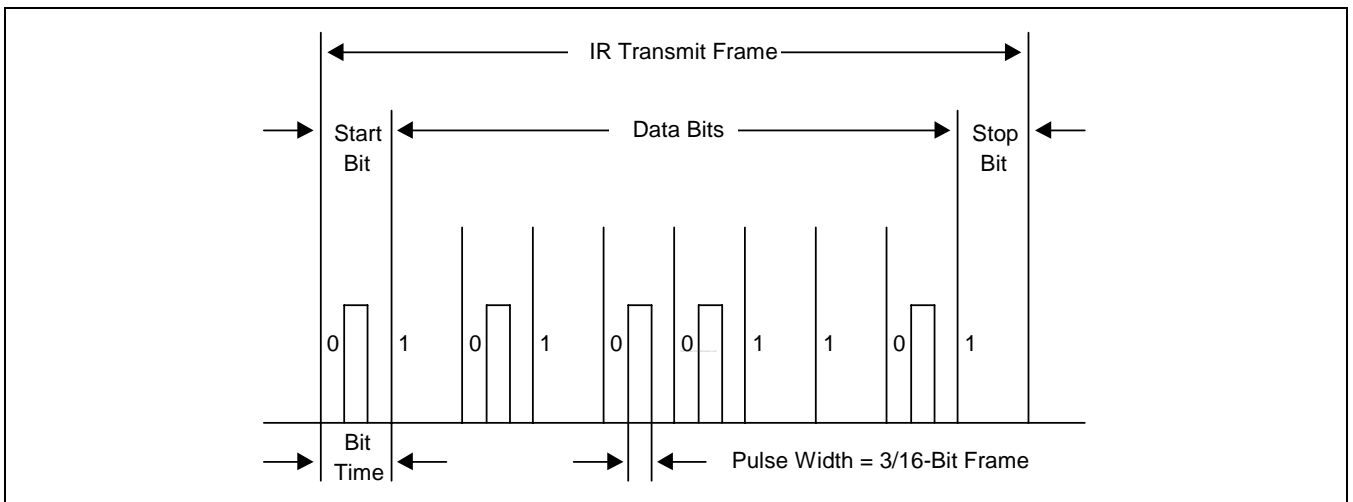 IR Transmit Frame
Start
Bit
Data Bits
Stop
Bit
0 1 0 1 0 0 1 1 0 1
Bit
Time
Pulse Width = 3/16-Bit Frame